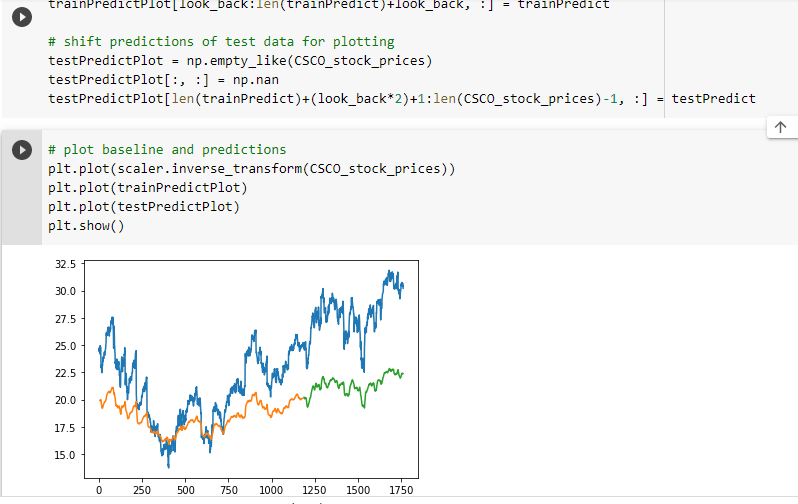 trainPredictPlot[look_back:len(trainPredict)+look_back, :] = trainPredict
# shift predictions of test data for plotting
testPredictPlot = np.empty_like(CSCO_stock_prices)
testPredictPlot[:, :] = np.nan
testPredictPlot[len(trainPredict)+(look_back*2)+1:len(CSCO_stock_prices)-1, :] = testPredict
# plot baseline and predictions
plt.plot(scaler.inverse_transform(CSCO_stock_prices))
plt.plot(trainPredictPlot)
plt.plot(testPredictPlot)
plt.show()
32.5
30.0
27.5
25.0
22.5
20.0
17.5
15.0
0 250 500 750 1000 1250 1500 1750